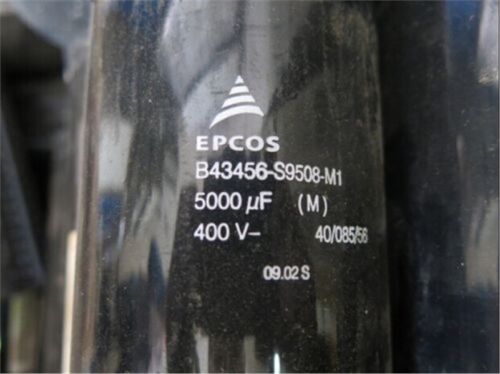 EPCOS
B43456-S9508-M1
5000 µF (M)
400 V– 40/085/56
09.02 S